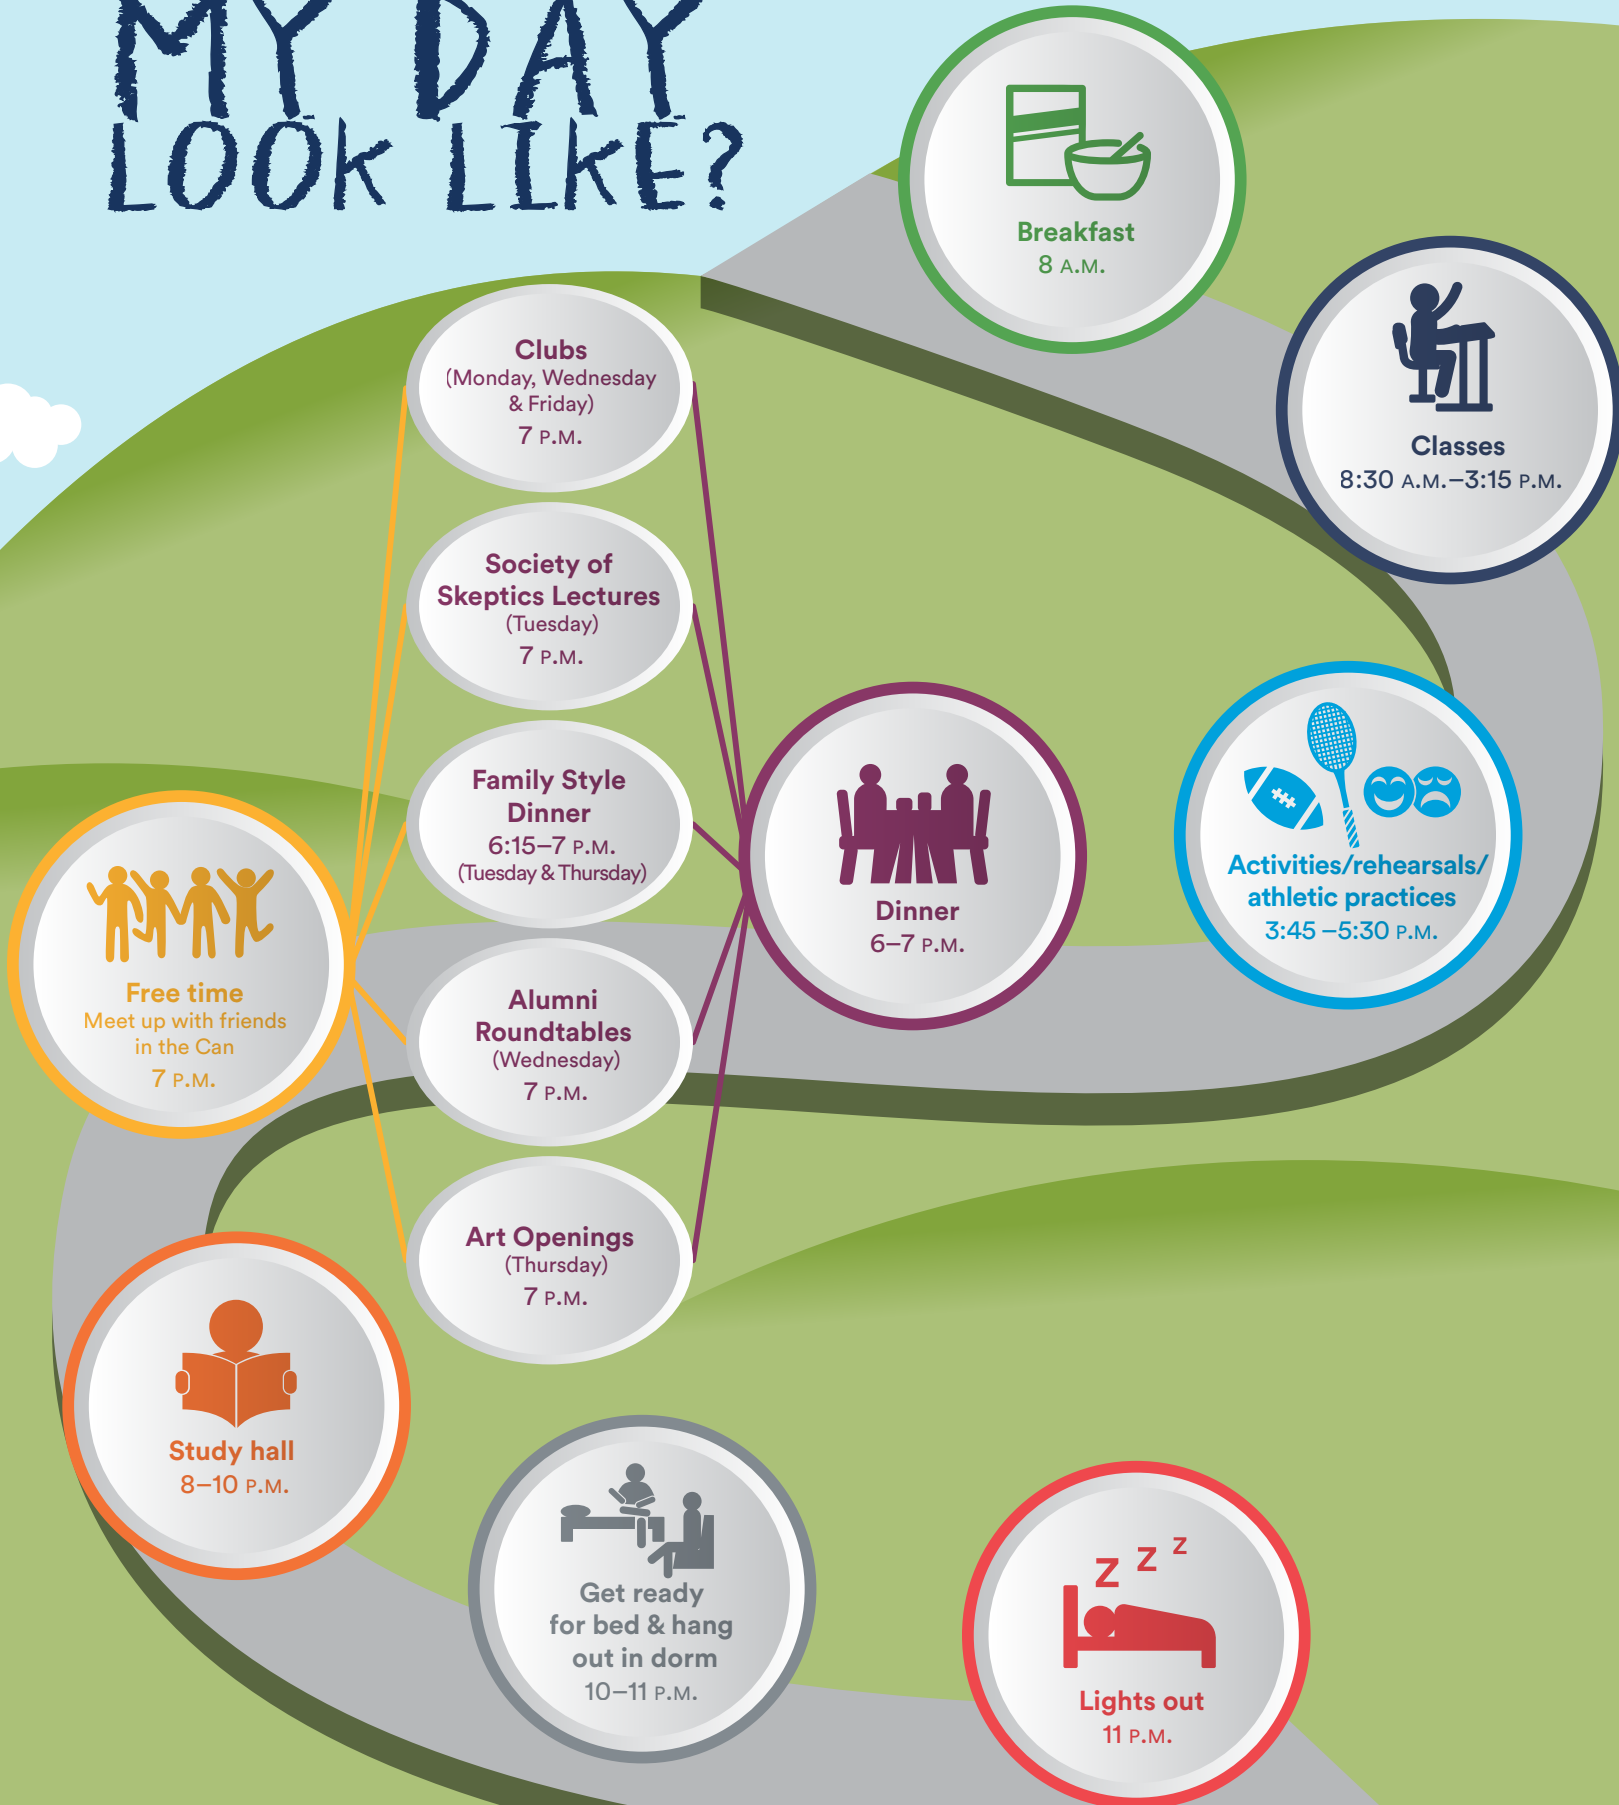 MY DAY
LOOK LIKE?
Breakfast
8 A.M.
Classes
8:30 A.M.–3:15 P.M.
Activities/rehearsals/
athletic practices
3:45 –5:30 P.M.
Dinner
6–7 P.M.
Clubs
(Monday, Wednesday
& Friday)
7 P.M.
Society of
Skeptics Lectures
(Tuesday)
7 P.M.
Family Style
Dinner
6:15–7 P.M.
(Tuesday & Thursday)
Alumni
Roundtables
(Wednesday)
7 P.M.
Art Openings
(Thursday)
7 P.M.
Free time
Meet up with friends
in the Can
7 P.M.
Study hall
8–10 P.M.
Get ready
for bed & hang
out in dorm
10–11 P.M.
Z Z Z
Lights out
11 P.M.